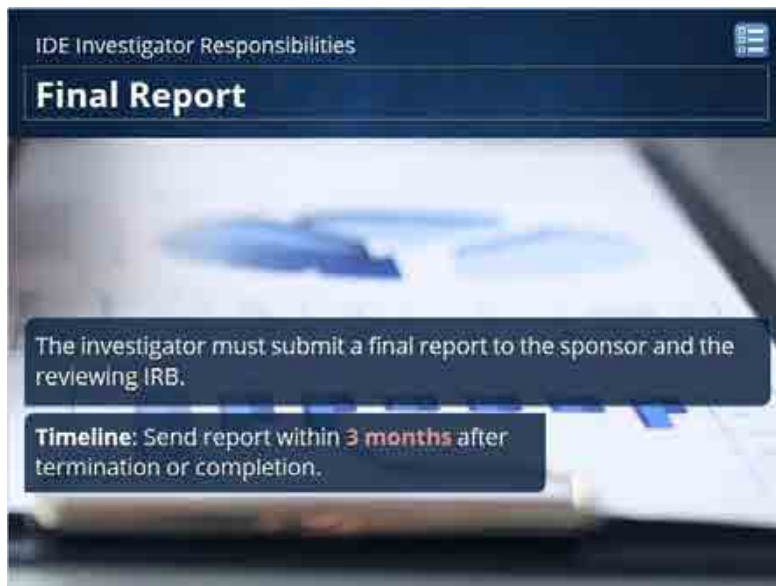 IDE Investigator Responsibilities
Final Report
The investigator must submit a final report to the sponsor and the
reviewing IRB.
Timeline: Send report within 3 months after
termination or completion.